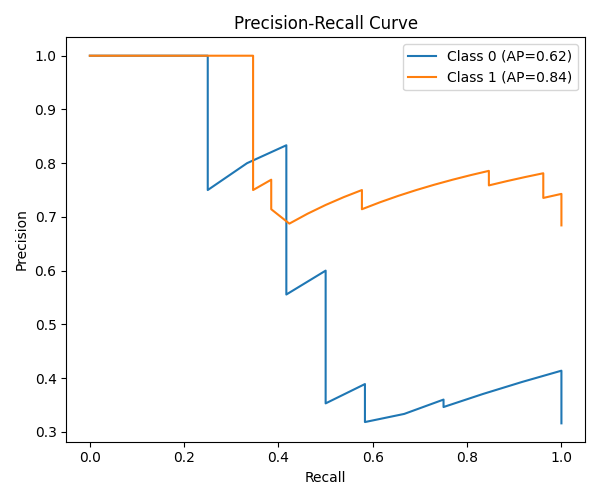 Precision-Recall Curve
Class 0 (AP=0.62)
Class 1 (AP=0.84)
Precision
1.0
0.9
0.8
0.7
0.6
0.5
0.4
0.3
0.0 0.2 0.4 0.6 0.8 1.0
Recall